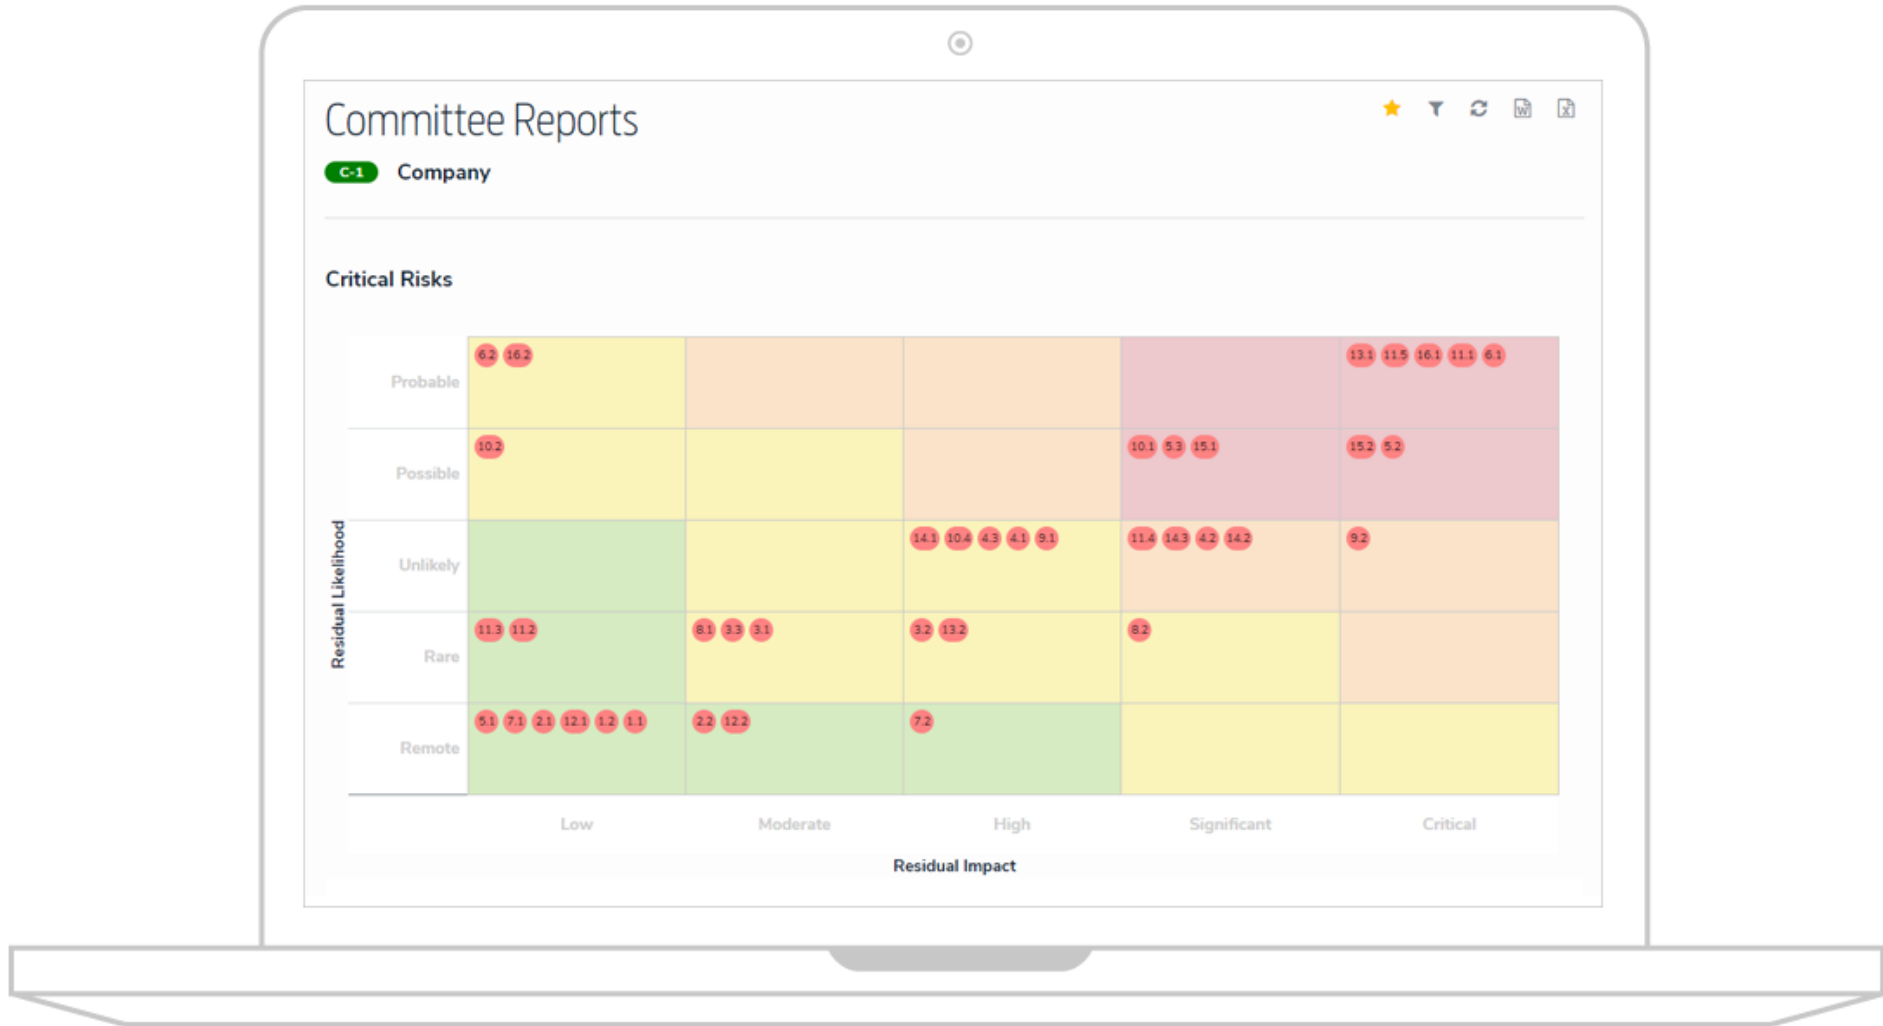 Committee Reports
C-1 Company
Critical Risks
Residual Likelihood
Probable
6.2 16.2
13.1 11.5 16.1 11.1 6.1
Possible
10.2
10.1 5.3 15.1
15.2 5.2
Unlikely
14.1 10.4 4.3 4.1 9.1
11.4 14.3 4.2 14.2
9.2
Rare
11.3 11.2
8.1 3.3 3.1
3.2 13.2
8.2
Remote
5.1 7.1 2.1 12.1 1.2 1.1
2.2 12.2
7.2
Low Moderate High Significant Critical
Residual Impact